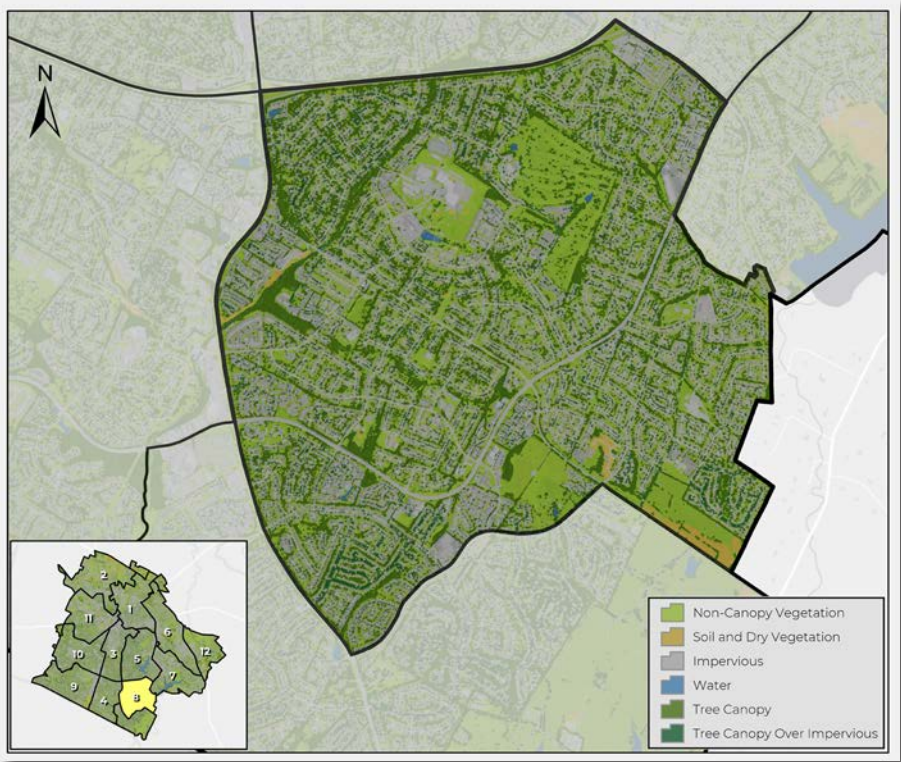 N
2
1
11
6
10
3
5
12
7
9
4
8
Non-Canopy Vegetation
Soil and Dry Vegetation
Impervious
Water
Tree Canopy
Tree Canopy Over Impervious